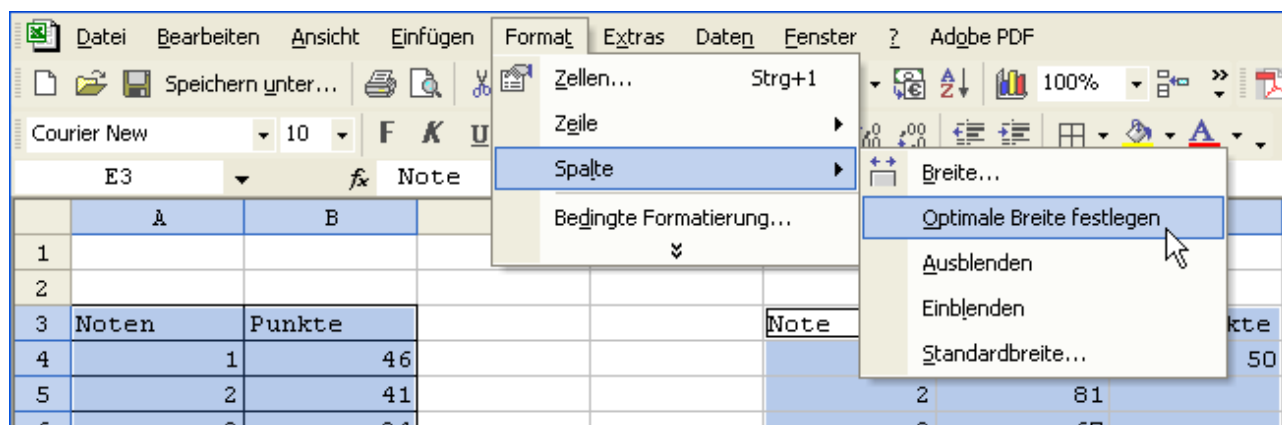 Datei Bearbeiten Ansicht Einfügen Format Extras Daten Fenster ? Adobe PDF
Speichern unter... 100%
Zellen... Strg+1
Courier New 10 F K U
Zeile
E3 fx Note
Spalte
Breite...
A B
Bedingte Formatierung...
Optimale Breite festlegen
1
Ausblenden
2
Einblenden
3 Noten Punkte Note kte
Standardbreite...
4 1 46 50
5 2 41 2 81